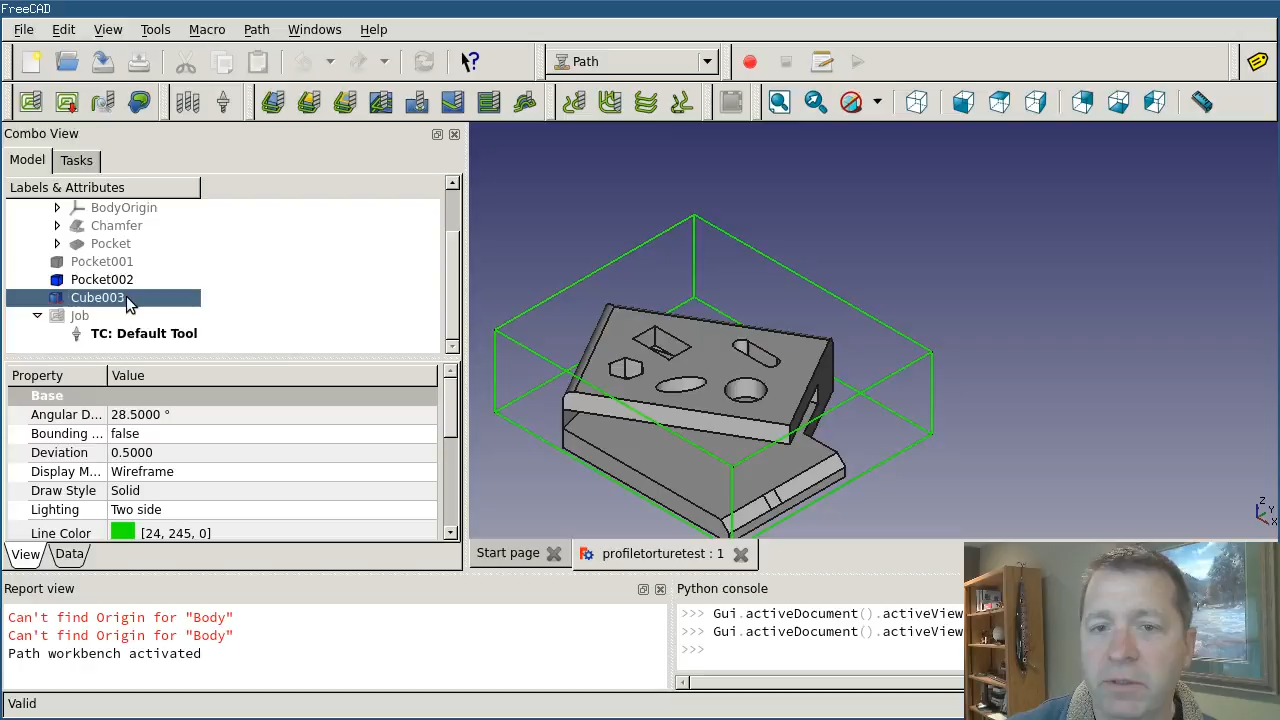 FreeCAD
File Edit View Tools Macro Path Windows Help
Path
Combo View
Model Tasks
Labels & Attributes
BodyOrigin
Chamfer
Pocket
Pocket001
Pocket002
Cube003
Job
TC: Default Tool
Property Value
Base
Angular D... 28.5000 °
Bounding ... false
Deviation 0.5000
Display M... Wireframe
Draw Style Solid
Lighting Two side
Line Color [24, 245, 0]
View Data
Z
Y
X
Start page profiletorturetest : 1
Report view
Can't find Origin for "Body"
Can't find Origin for "Body"
Path workbench activated
Python console
>>> Gui.activeDocument().activeView
>>> Gui.activeDocument().activeView
>>>
Valid